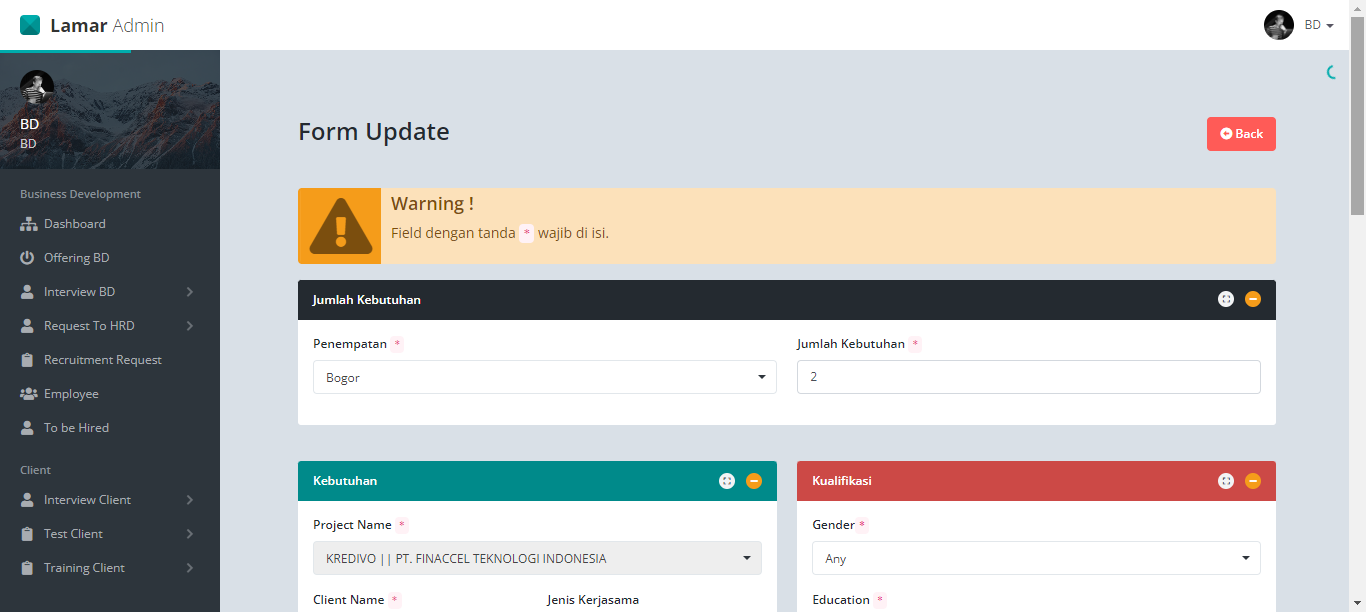 Lamar Admin
BD
BD
BD
Business Development
Dashboard
Offering BD
Interview BD
Request To HRD
Recruitment Request
Employee
To be Hired
Client
Interview Client
Test Client
Training Client
Form Update
Back
Warning !
Field dengan tanda * wajib di isi.
Jumlah Kebutuhan
Penempatan *
Bogor
Jumlah Kebutuhan *
2
Kebutuhan
Project Name *
KREDIVO || PT. FINACCEL TEKNOLOGI INDONESIA
Client Name * Jenis Kerjasama
Kualifikasi
Gender *
Any
Education *